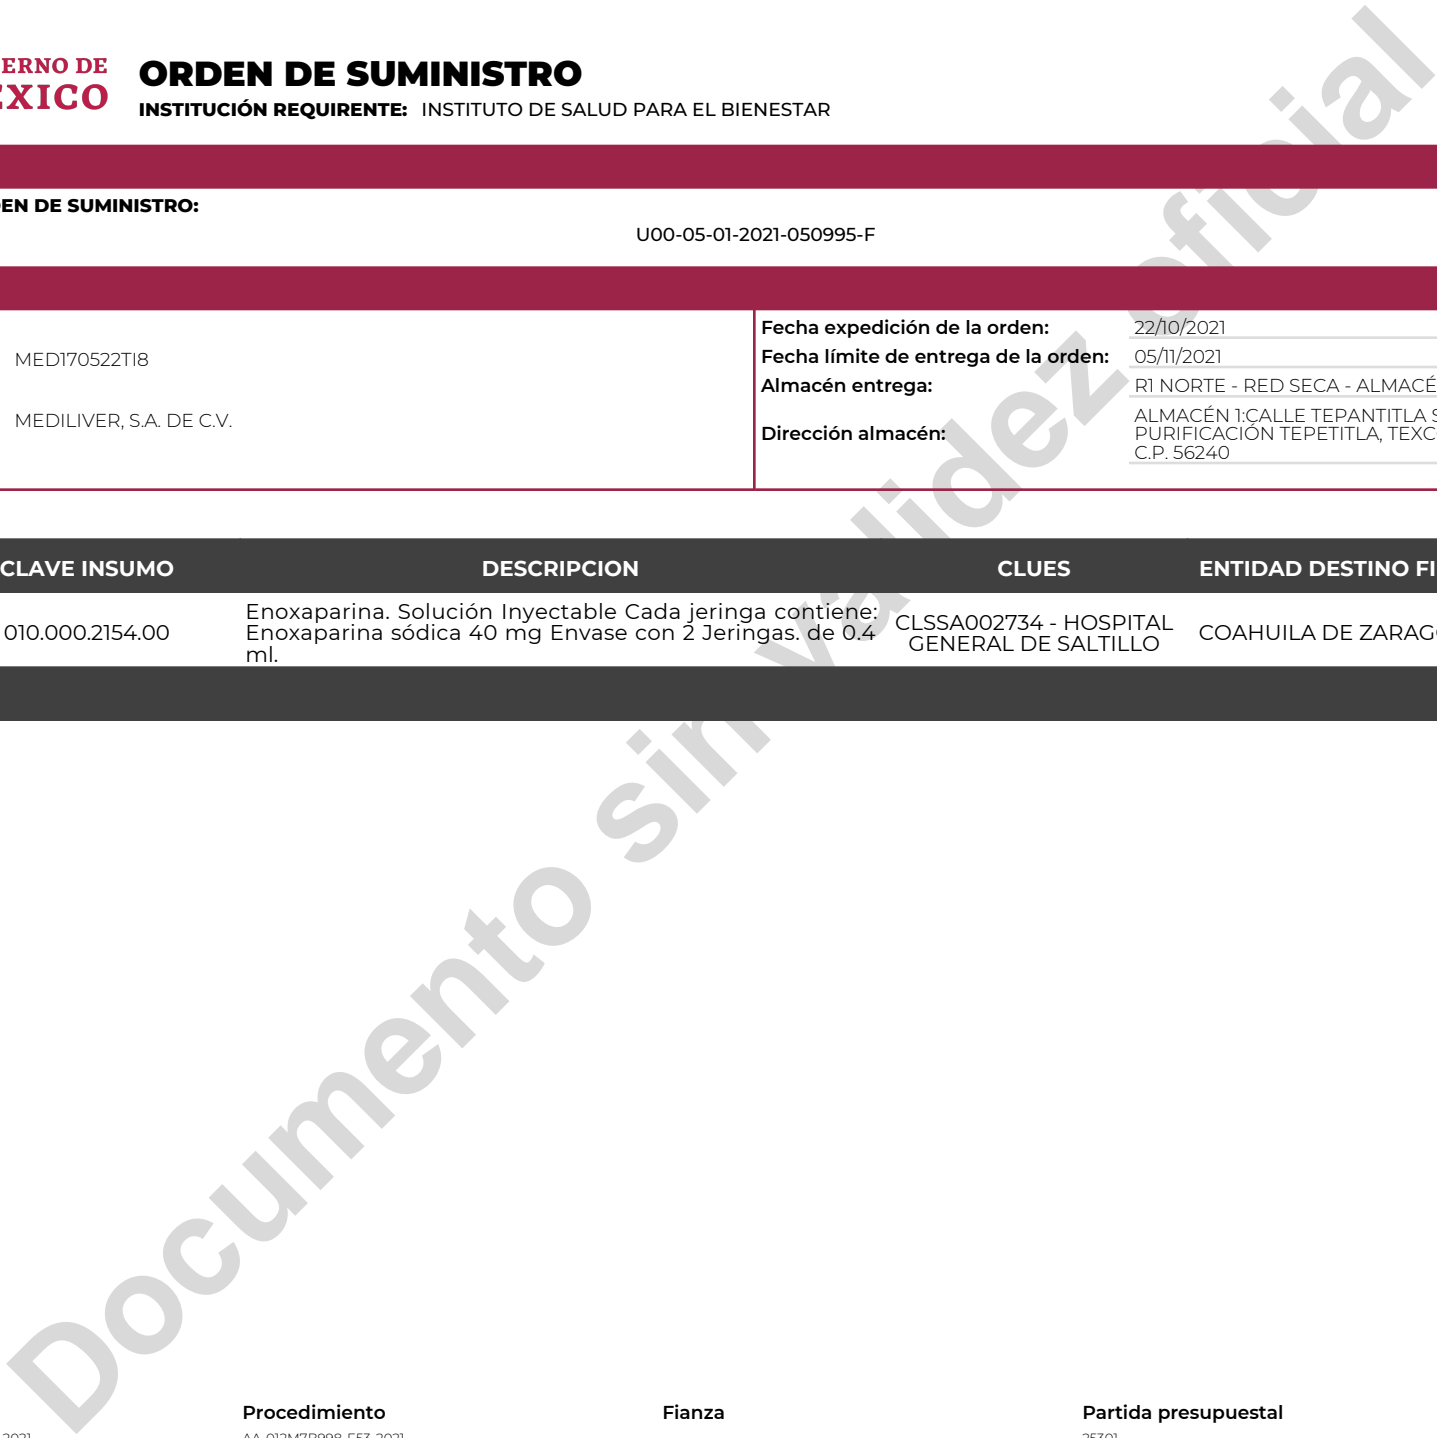 ERNO DE
EXICO
ORDEN DE SUMINISTRO
INSTITUCIÓN REQUIRENTE: INSTITUTO DE SALUD PARA EL BIENESTAR
EN DE SUMINISTRO:
U00-05-01-2021-050995-F
MED170522TI8
MEDILIVER, S.A. DE C.V.
Fecha expedición de la orden: 22/10/2021
Fecha límite de entrega de la orden: 05/11/2021
Almacén entrega: R1 NORTE - RED SECA - ALMACÉ
Dirección almacén: ALMACÉN 1:CALLE TEPANTITLA S
PURIFICACIÓN TEPETITLA, TEXC
C.P. 56240
CLAVE INSUMO DESCRIPCION CLUES ENTIDAD DESTINO FI
010.000.2154.00
Enoxaparina. Solución Inyectable Cada jeringa contiene:
Enoxaparina sódica 40 mg Envase con 2 Jeringas. de 0.4
ml.
CLSSA002734 - HOSPITAL
GENERAL DE SALTILLO
COAHUILA DE ZARAG
Documento sin validez oficial
Procedimiento Fianza Partida presupuestal